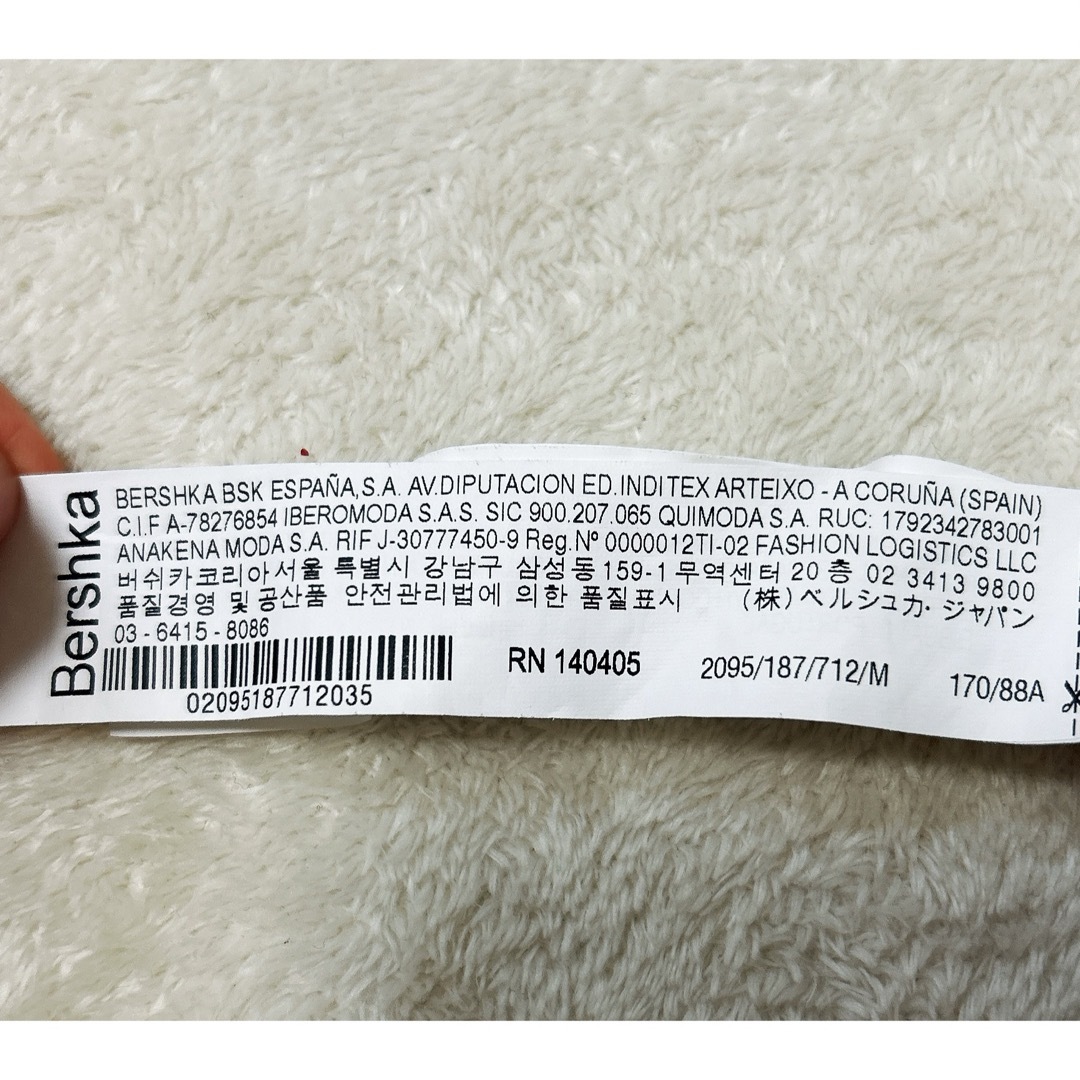 Bershka
BERSHKA BSK ESPAÑA,S.A. AV.DIPUTACION ED.INDITEX ARTEIXO - A CORUÑA (SPAIN)
C.I.F A-78276854 IBEROMODA S.A.S. SIC 900.207.065 QUIMODA S.A. RUC: 1792342783001
ANAKENA MODA S.A. RIF J-30777450-9 Reg.Nº 0000012TI-02 FASHION LOGISTICS LLC
버쉬카코리아서울 특별시 강남구 삼성동159-1무역센터 20 층 02 3413 9800
품질경영 및 공산품 안전관리법에 의한 품질표시 (株)ベルシュカ・ジャパン
03 - 6415 - 8086
02095187712035 RN 140405 2095/187/712/M 170/88A